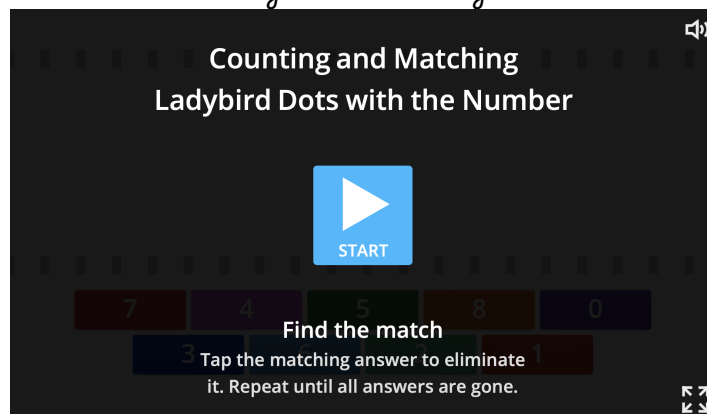 Counting and Matching
Ladybird Dots with the Number
START
7 4 5 8 0
Find the match
3 1
Tap the matching answer to eliminate
it. Repeat until all answers are gone.